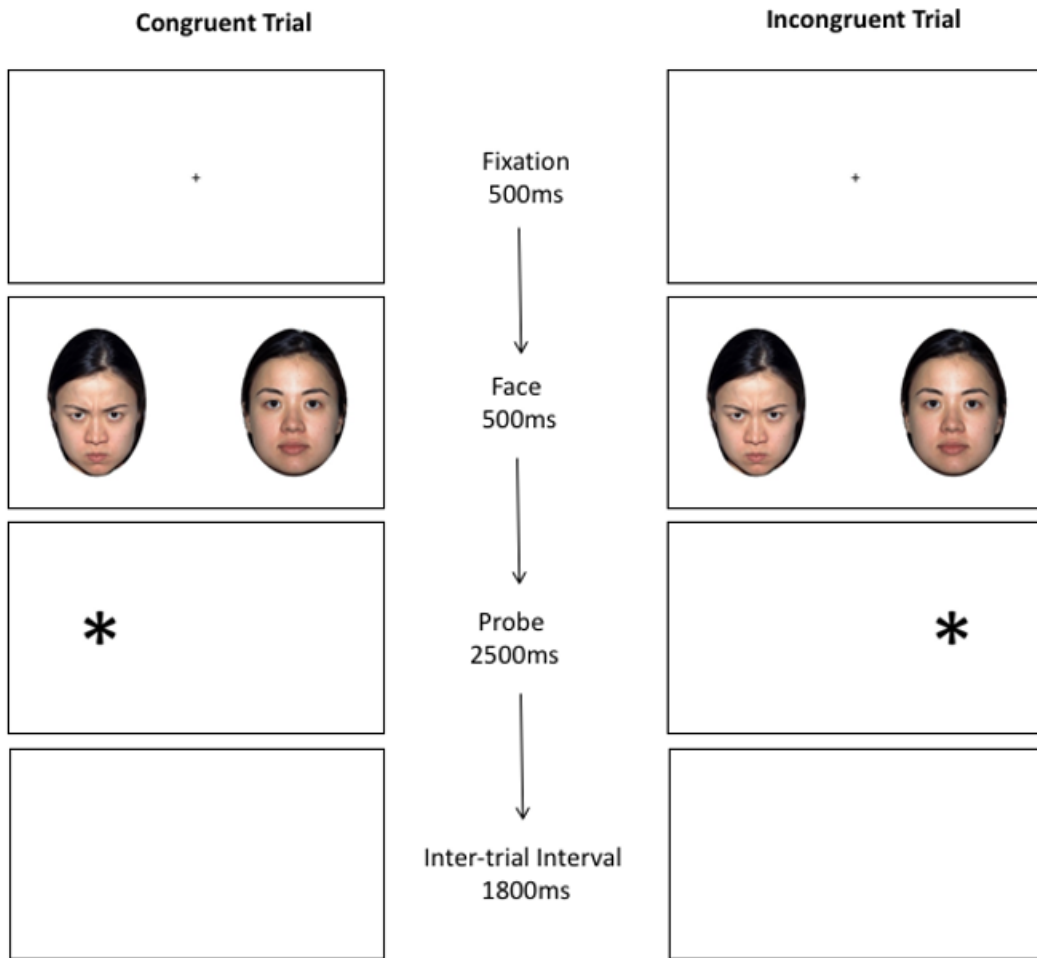 Congruent Trial
Incongruent Trial
+
+
Fixation
500ms
Face
500ms
*
*
Probe
2500ms
Inter-trial Interval
1800ms